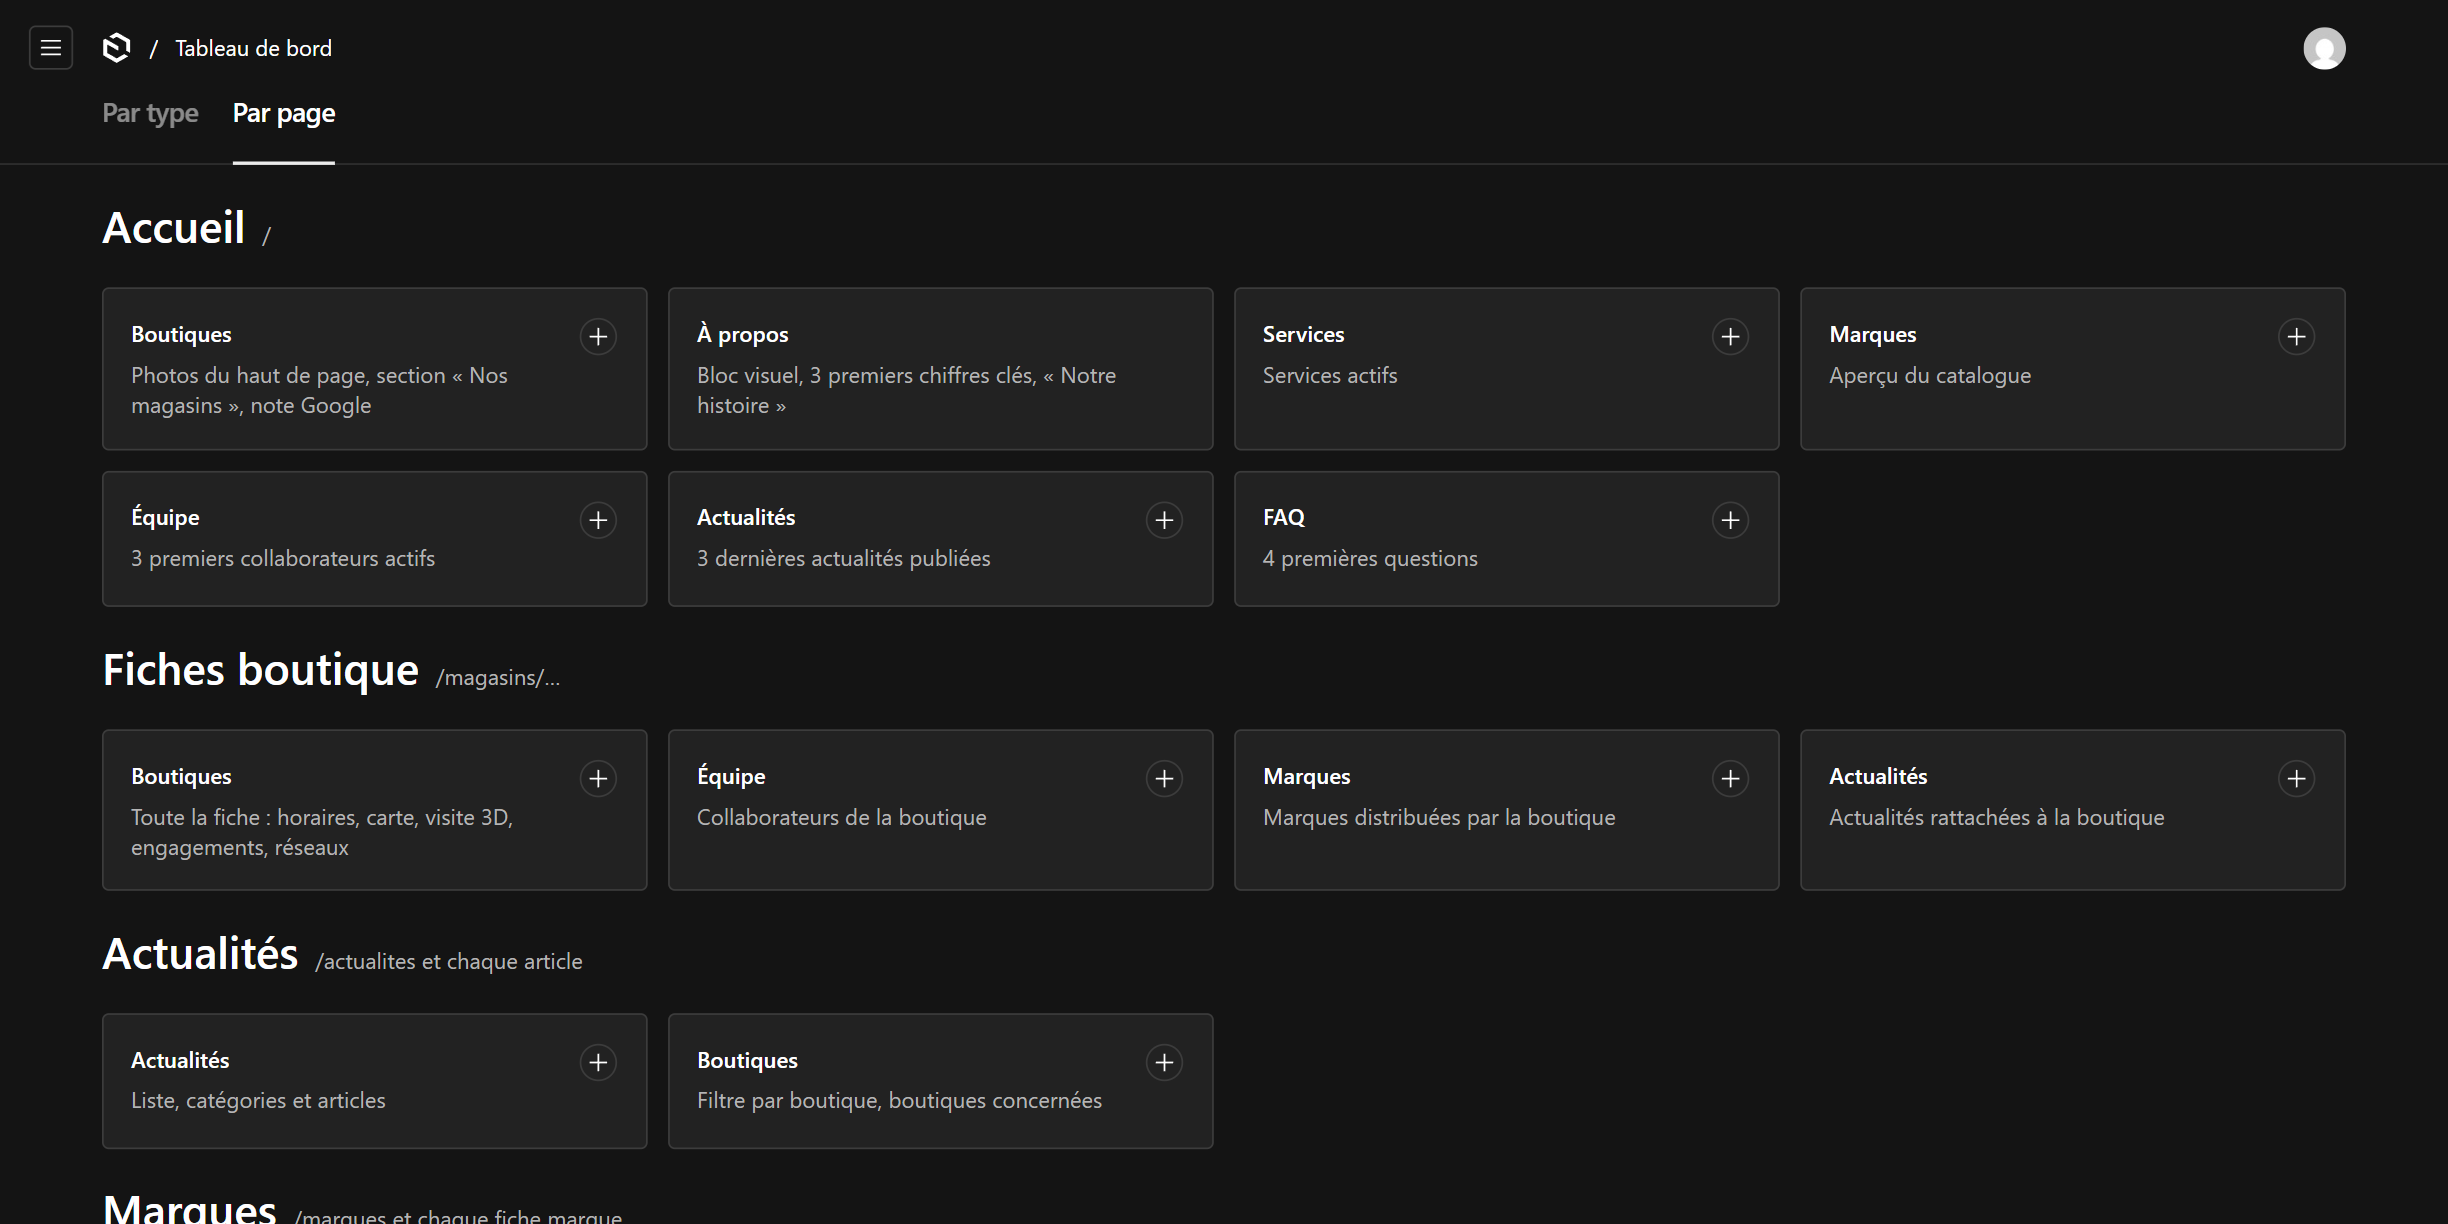 / Tableau de bord
Par type Par page
Accueil /
Boutiques
Photos du haut de page, section « Nos
magasins », note Google
À propos
Bloc visuel, 3 premiers chiffres clés, « Notre
histoire »
Services
Services actifs
Marques
Aperçu du catalogue
Équipe
3 premiers collaborateurs actifs
Actualités
3 dernières actualités publiées
FAQ
4 premières questions
Fiches boutique /magasins/...
Boutiques
Toute la fiche : horaires, carte, visite 3D,
engagements, réseaux
Équipe
Collaborateurs de la boutique
Marques
Marques distribuées par la boutique
Actualités
Actualités rattachées à la boutique
Actualités /actualites et chaque article
Actualités
Liste, catégories et articles
Boutiques
Filtre par boutique, boutiques concernées
Marques /marques et chaque fiche marque